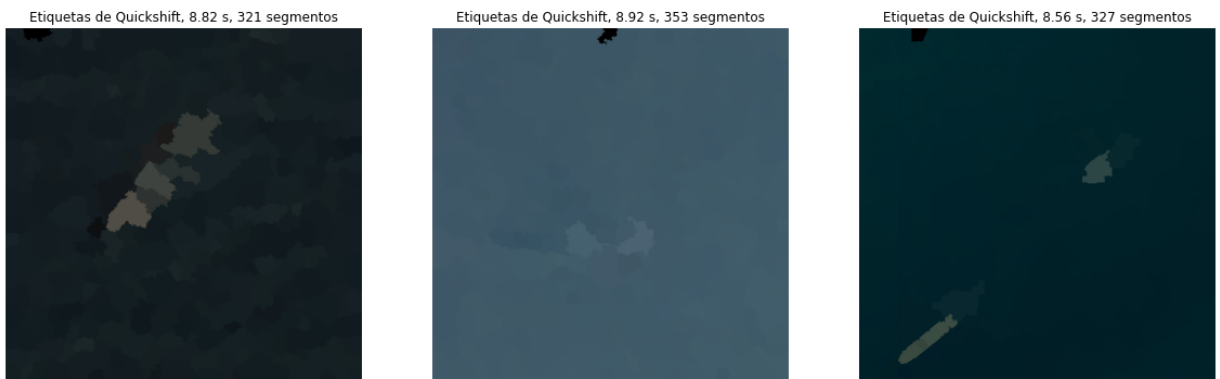 Etiquetas de Quickshift, 8.82 s, 321 segmentos
Etiquetas de Quickshift, 8.92 s, 353 segmentos
Etiquetas de Quickshift, 8.56 s, 327 segmentos